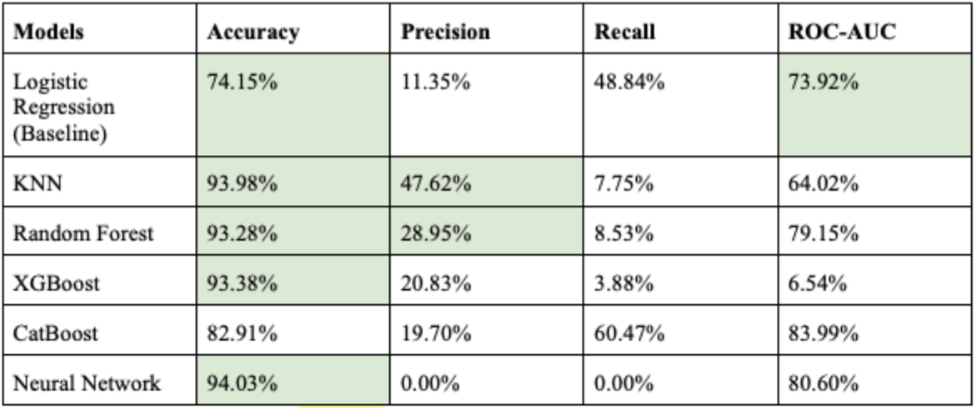 Models Accuracy Precision Recall ROC-AUC
Logistic Regression (Baseline) 74.15% 11.35% 48.84% 73.92%
KNN 93.98% 47.62% 7.75% 64.02%
Random Forest 93.28% 28.95% 8.53% 79.15%
XGBoost 93.38% 20.83% 3.88% 6.54%
CatBoost 82.91% 19.70% 60.47% 83.99%
Neural Network 94.03% 0.00% 0.00% 80.60%